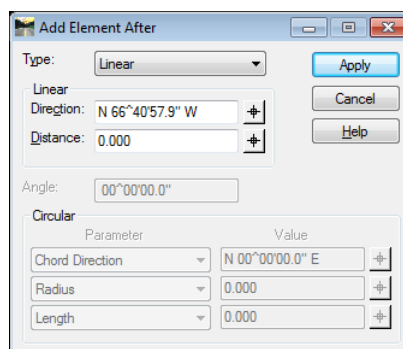 Add Element After
Type: Linear Apply
Linear
Direction: N 66^40'57.9" W Cancel
Distance: 0.000 Help
Angle: 00^00'00.0"
Circular
Parameter Value
Chord Direction N 00^00'00.0" E
Radius 0.000
Length 0.000